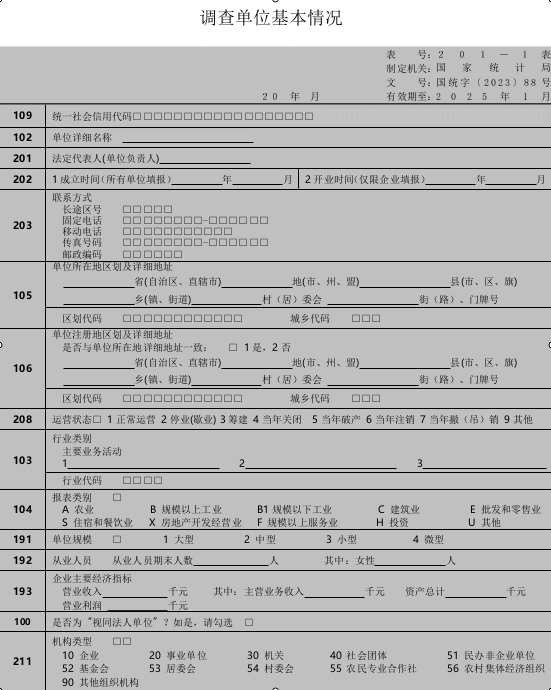 调查单位基本情况
表 号：201－1表
制定机关：国家统计局
文 号：国统字〔2023〕88号
20 年 月 有效期至：2025年1月
109 统一社会信用代码□□□□□□□□□□□□□□□□□□
102 单位详细名称
201 法定代表人(单位负责人)
202 1成立时间(所有单位填报) 年 月 2开业时间(仅限企业填报) 年 月
203 联系方式
长途区号 □□□□□
固定电话 □□□□□□□□-□□□□□□
移动电话 □□□□□□□□□□□
传真号码 □□□□□□□□-□□□□□□
邮政编码 □□□□□□
105 单位所在地区划及详细地址
省(自治区、直辖市) 地(市、州、盟) 县(市、区、旗)
乡(镇、街道) 村（居）委会 街（路）、门牌号
区划代码 □□□□□□□□□□□□ 城乡代码 □□□
106 单位注册地区划及详细地址
是否与单位所在地详细地址一致： □ 1是，2否
省(自治区、直辖市) 地(市、州、盟) 县(市、区、旗)
乡(镇、街道) 村（居）委会 街（路）、门牌号
区划代码 □□□□□□□□□□□□ 城乡代码 □□□
208 运营状态□ 1 正常运营 2 停业(歇业) 3 筹建 4 当年关闭 5 当年破产 6 当年注销 7 当年撤（吊）销 9 其他
103 行业类别
主要业务活动
1 2 3
行业代码 □□□□
104 报表类别 □
A 农业 B 规模以上工业 B1 规模以下工业 C 建筑业 E 批发和零售业
S 住宿和餐饮业 X 房地产开发经营业 F 规模以上服务业 H 投资 U 其他
191 单位规模 □ 1 大型 2 中型 3 小型 4 微型
192 从业人员 从业人员期末人数 人 其中：女性 人
193 企业主要经济指标
营业收入 千元 其中：主营业务收入 千元 资产总计 千元
营业利润 千元
100 是否为“视同法人单位”？如是，请勾选 □
211 机构类型 □□
10 企业 20 事业单位 30 机关 40 社会团体 51 民办非企业单位
52 基金会 53 居委会 54 村委会 55 农民专业合作社 56 农村集体经济组织
90 其他组织机构